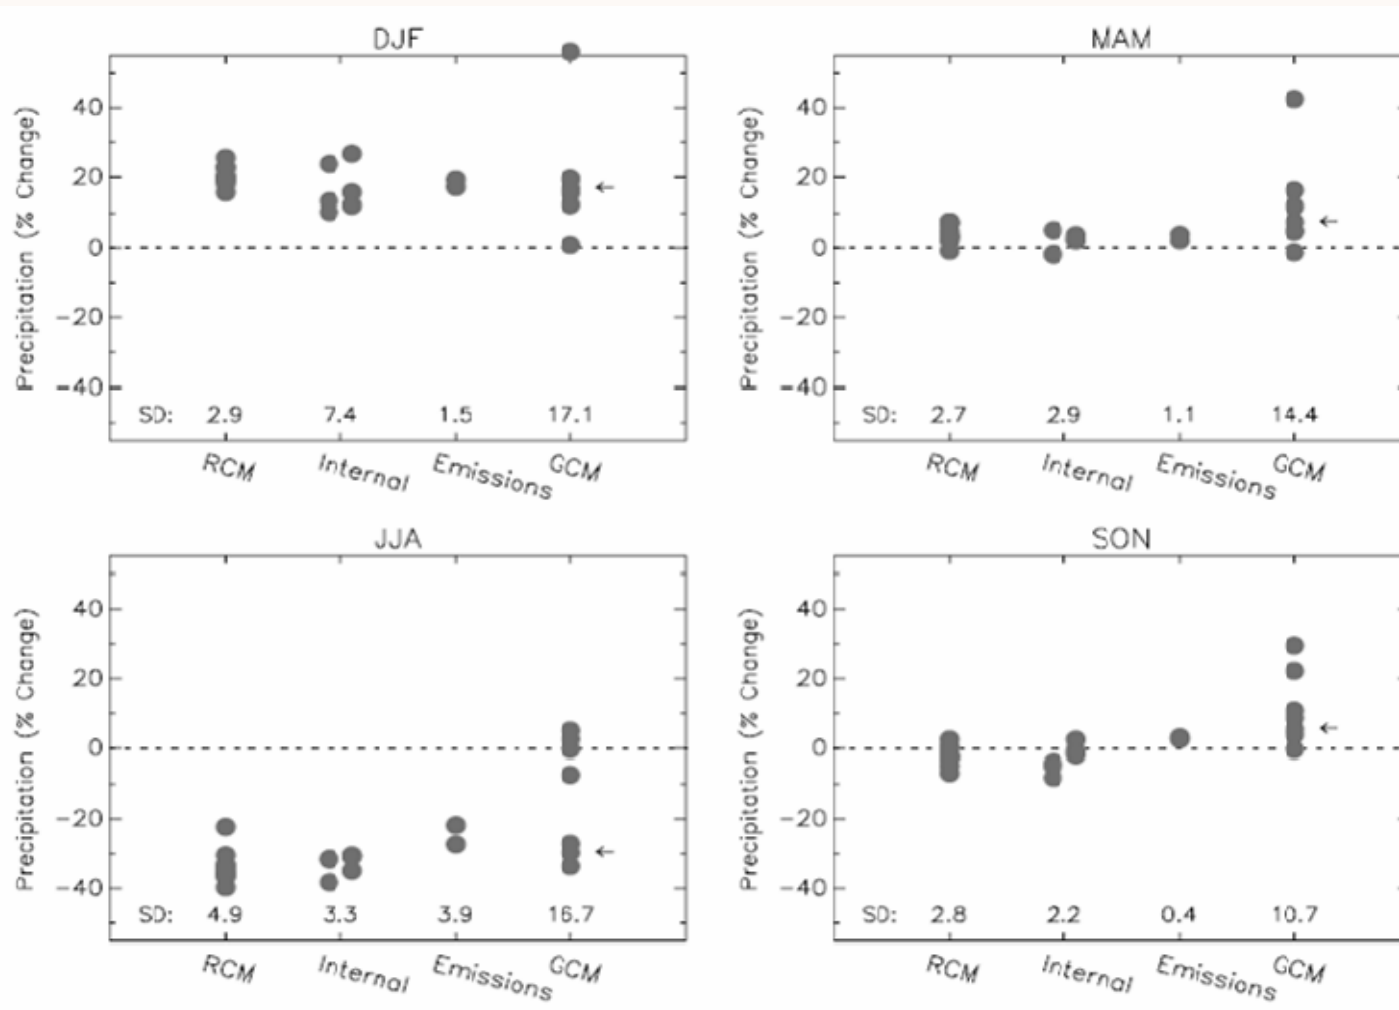 DJF
Precipitation (% Change)
40
20
0
−20
−40
SD: 2.9 7.4 1.5 17.1
RCM Internal Emissions GCM
MAM
Precipitation (% Change)
40
20
0
−20
−40
SD: 2.7 2.9 1.1 14.4
RCM Internal Emissions GCM
JJA
Precipitation (% Change)
40
20
0
−20
−40
SD: 4.9 3.3 3.9 16.7
RCM Internal Emissions GCM
SON
Precipitation (% Change)
40
20
0
−20
−40
SD: 2.8 2.2 0.4 10.7
RCM Internal Emissions GCM